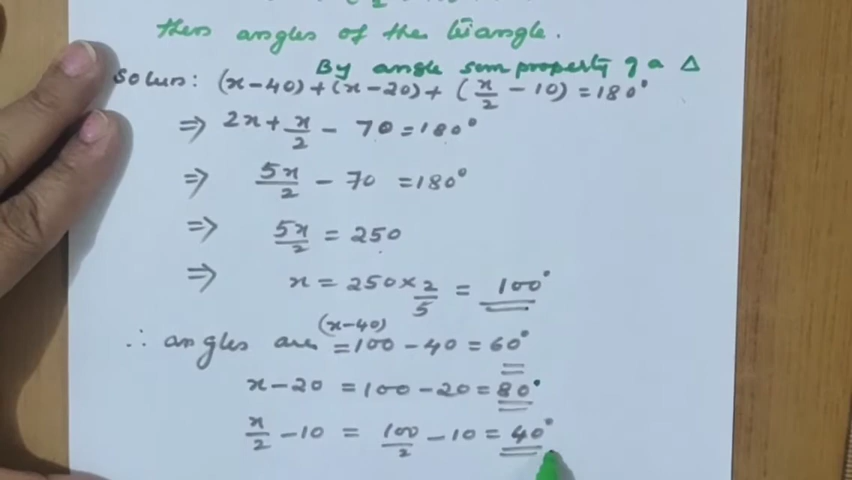 then angles of the triangle.
By angle sum property of a Δ
Solun: (x-40)+(x-20)+(x/2-10)=180°
⇒ 2x+x/2-70=180°
⇒ 5x/2-70=180°
⇒ 5x/2=250
⇒ x=250×2/5=100°
(x-40)
∴ angles are =100-40=60°
x-20=100-20=80°
x/2-10=100/2-10=40°